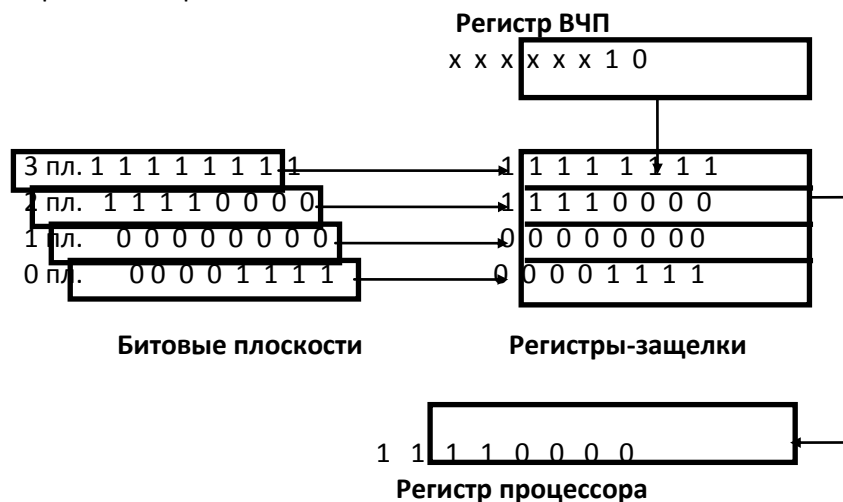 Регистр ВЧП
x x x x x x 1 0
3 пл. 1 1 1 1 1 1 1 1 1 1 1 1 1 1 1 1
2 пл. 1 1 1 1 0 0 0 0 1 1 1 1 0 0 0 0
1 пл. 0 0 0 0 0 0 0 0 0 0 0 0 0 0 0 0
0 пл. 0 0 0 0 1 1 1 1 0 0 0 0 1 1 1 1
Битовые плоскости Регистры-защелки
1 1 1 1 0 0 0 0
Регистр процессора